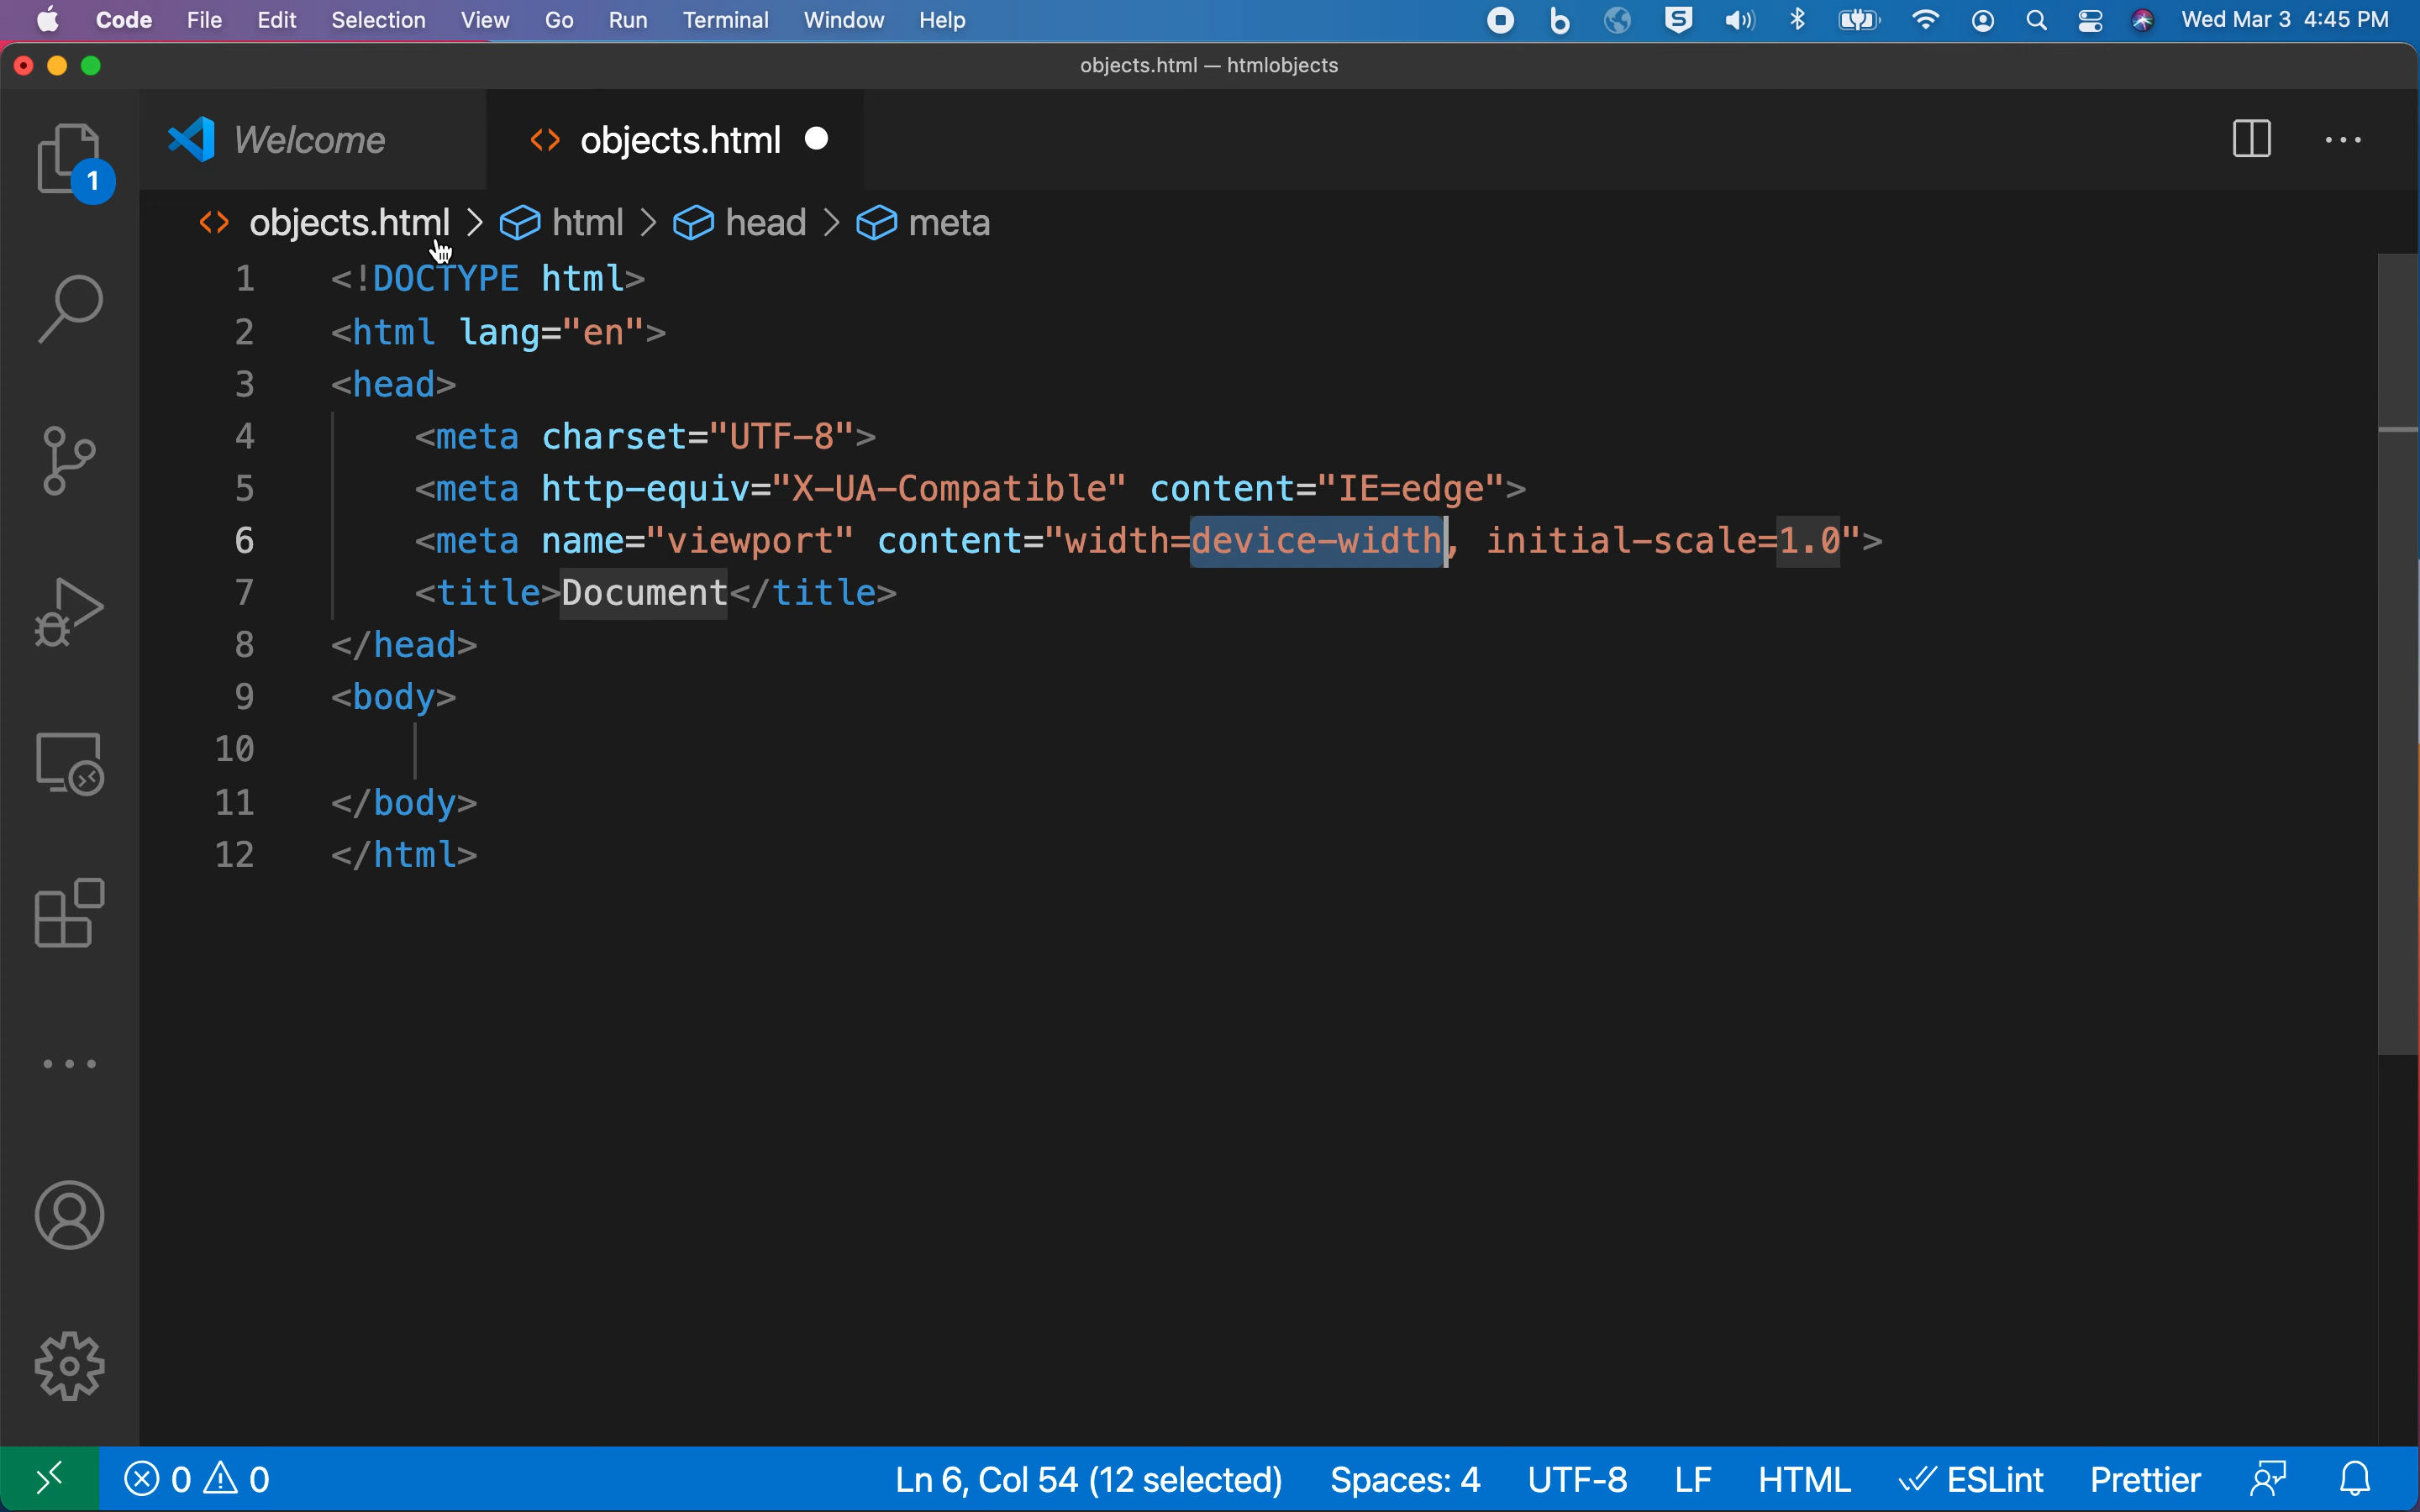 Code File Edit Selection View Go Run Terminal Window Help Wed Mar 3 4:45 PM
objects.html — htmlobjects
Welcome objects.html
1
objects.html > html > head > meta
1 <!DOCTYPE html>
2 <html lang="en">
3 <head>
4 <meta charset="UTF-8">
5 <meta http-equiv="X-UA-Compatible" content="IE=edge">
6 <meta name="viewport" content="width=device-width, initial-scale=1.0">
7 <title>Document</title>
8 </head>
9 <body>
10
11 </body>
12 </html>
0 0 Ln 6, Col 54 (12 selected) Spaces: 4 UTF-8 LF HTML ESLint Prettier